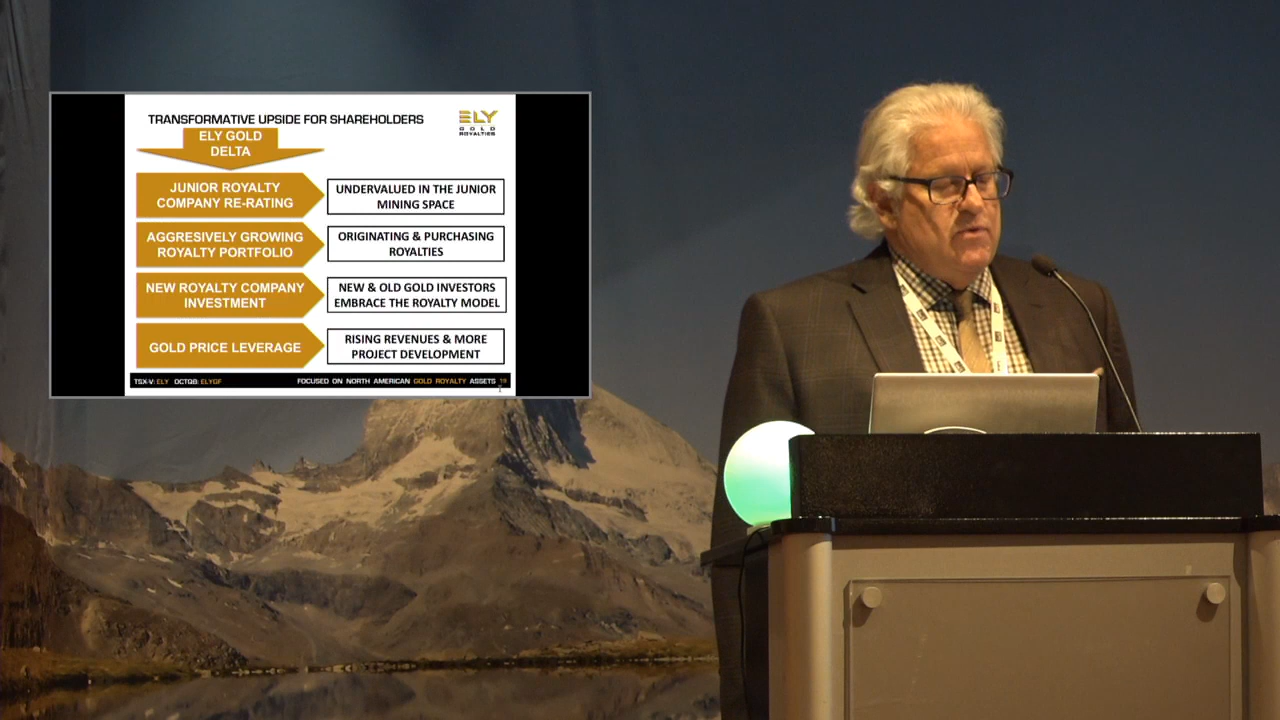 TRANSFORMATIVE UPSIDE FOR SHAREHOLDERS
ELY
GOLD
ROYALTIES
ELY GOLD
DELTA
JUNIOR ROYALTY
COMPANY RE-RATING
UNDERVALUED IN THE JUNIOR
MINING SPACE
AGGRESIVELY GROWING
ROYALTY PORTFOLIO
ORIGINATING & PURCHASING
ROYALTIES
NEW ROYALTY COMPANY
INVESTMENT
NEW & OLD GOLD INVESTORS
EMBRACE THE ROYALTY MODEL
GOLD PRICE LEVERAGE
RISING REVENUES & MORE
PROJECT DEVELOPMENT
TSX-V: ELY OCTQB: ELYGF FOCUSED ON NORTH AMERICAN GOLD ROYALTY ASSETS